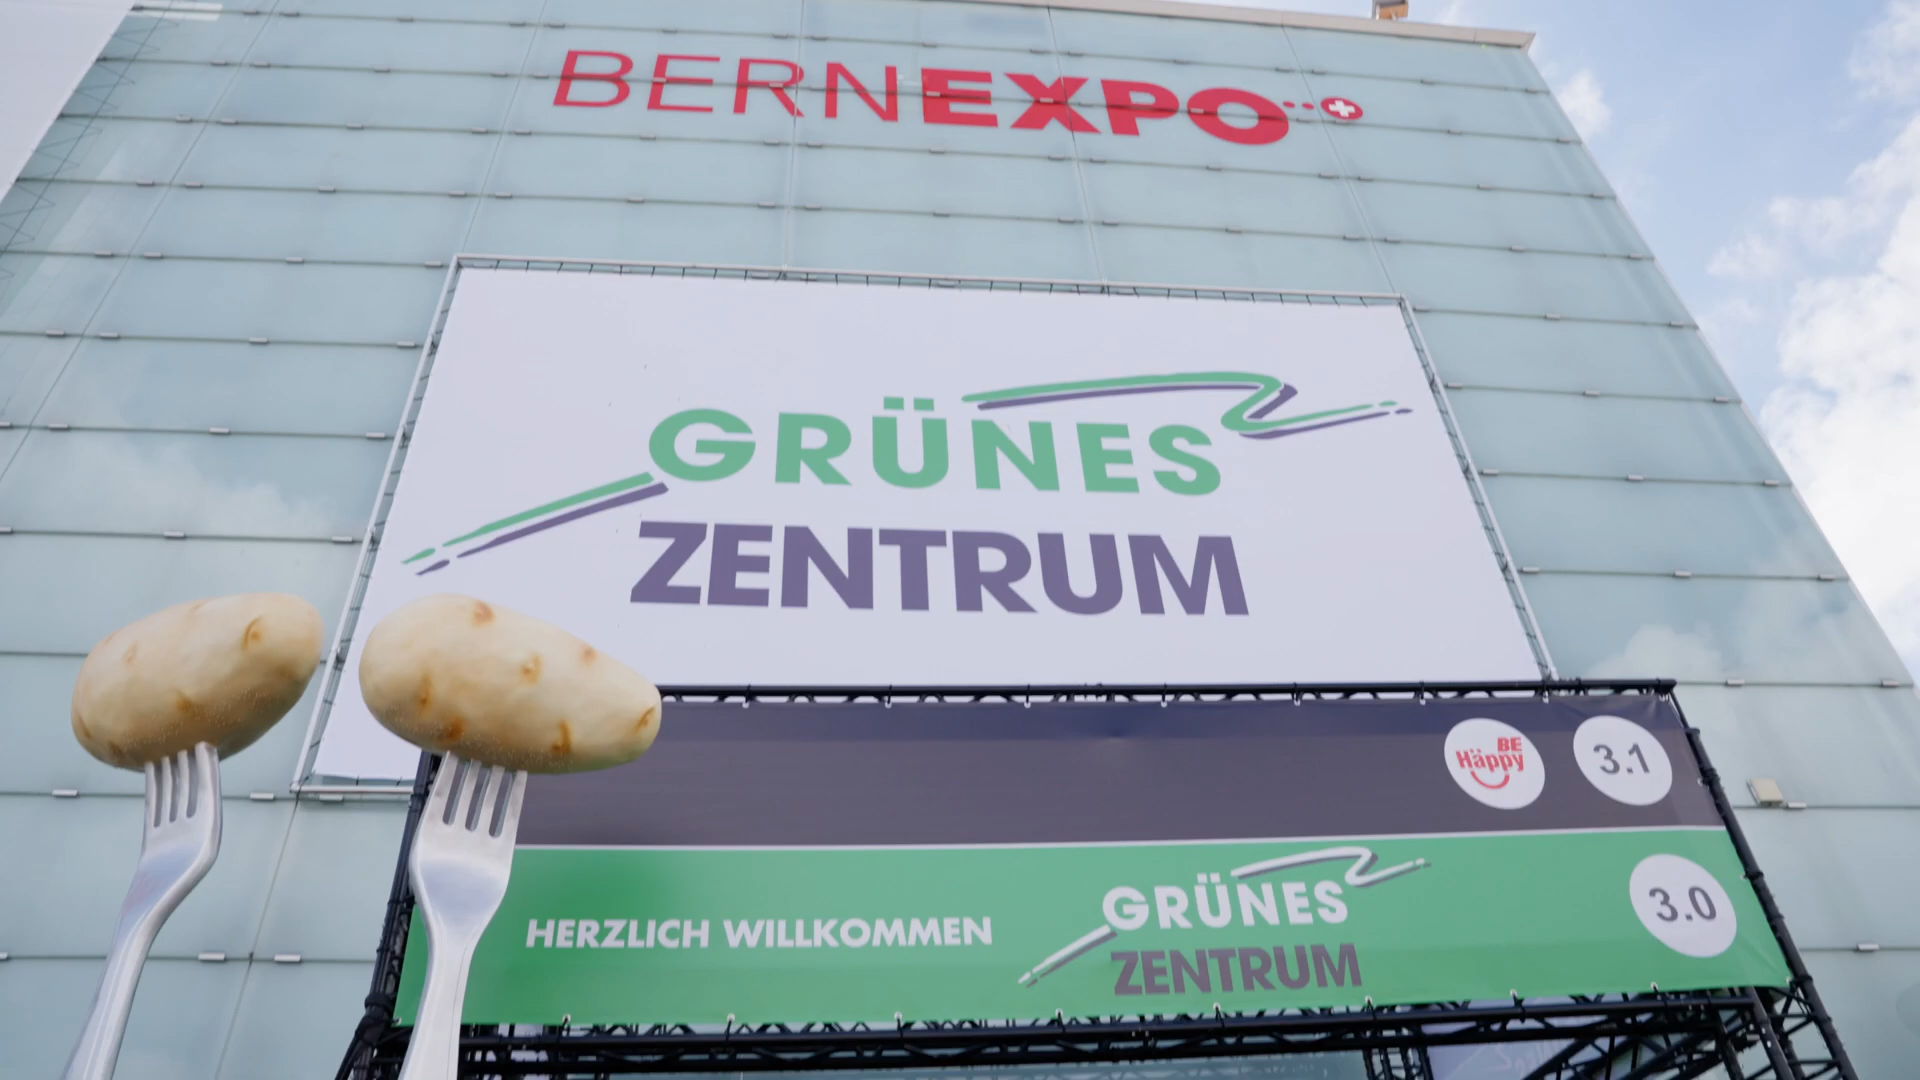 BERNEXPO
GRÜNES
ZENTRUM
BE
Häppy
3.1
HERZLICH WILLKOMMEN
GRÜNES
ZENTRUM
3.0